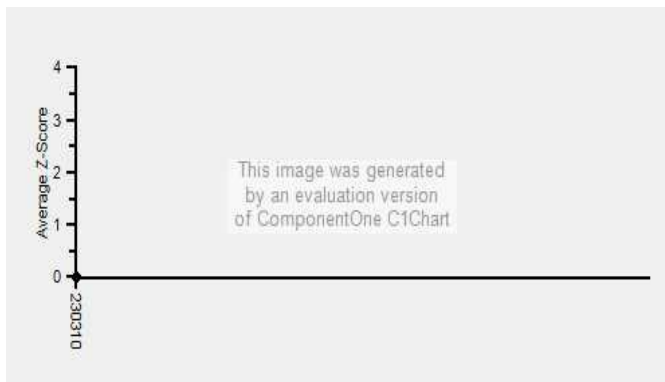 4
3
2
1
0
Average Z-Score
This image was generated
by an evaluation version
of ComponentOne C1Chart
230310